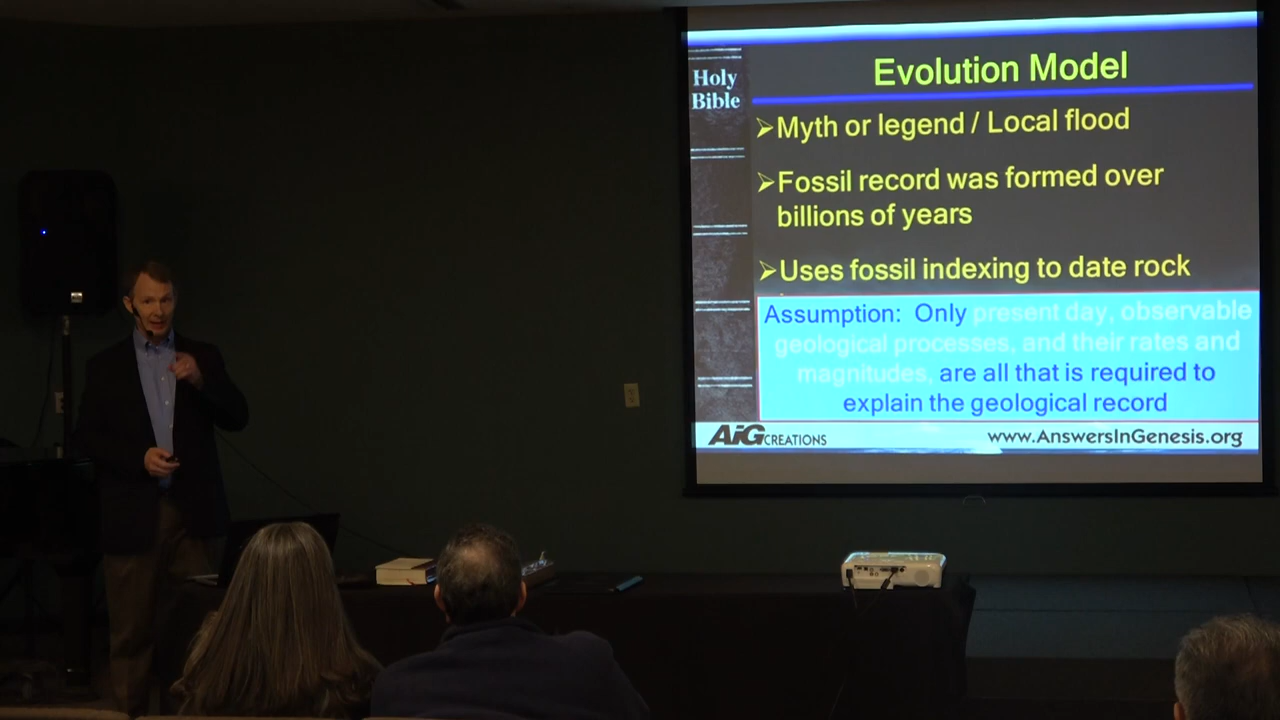 Holy
Bible
Evolution Model
➢Myth or legend / Local flood
➢Fossil record was formed over
billions of years
➢Uses fossil indexing to date rock
Assumption: Only present day, observable
geological processes, and their rates and
magnitudes, are all that is required to
explain the geological record
AiG CREATIONS
www.AnswersInGenesis.org